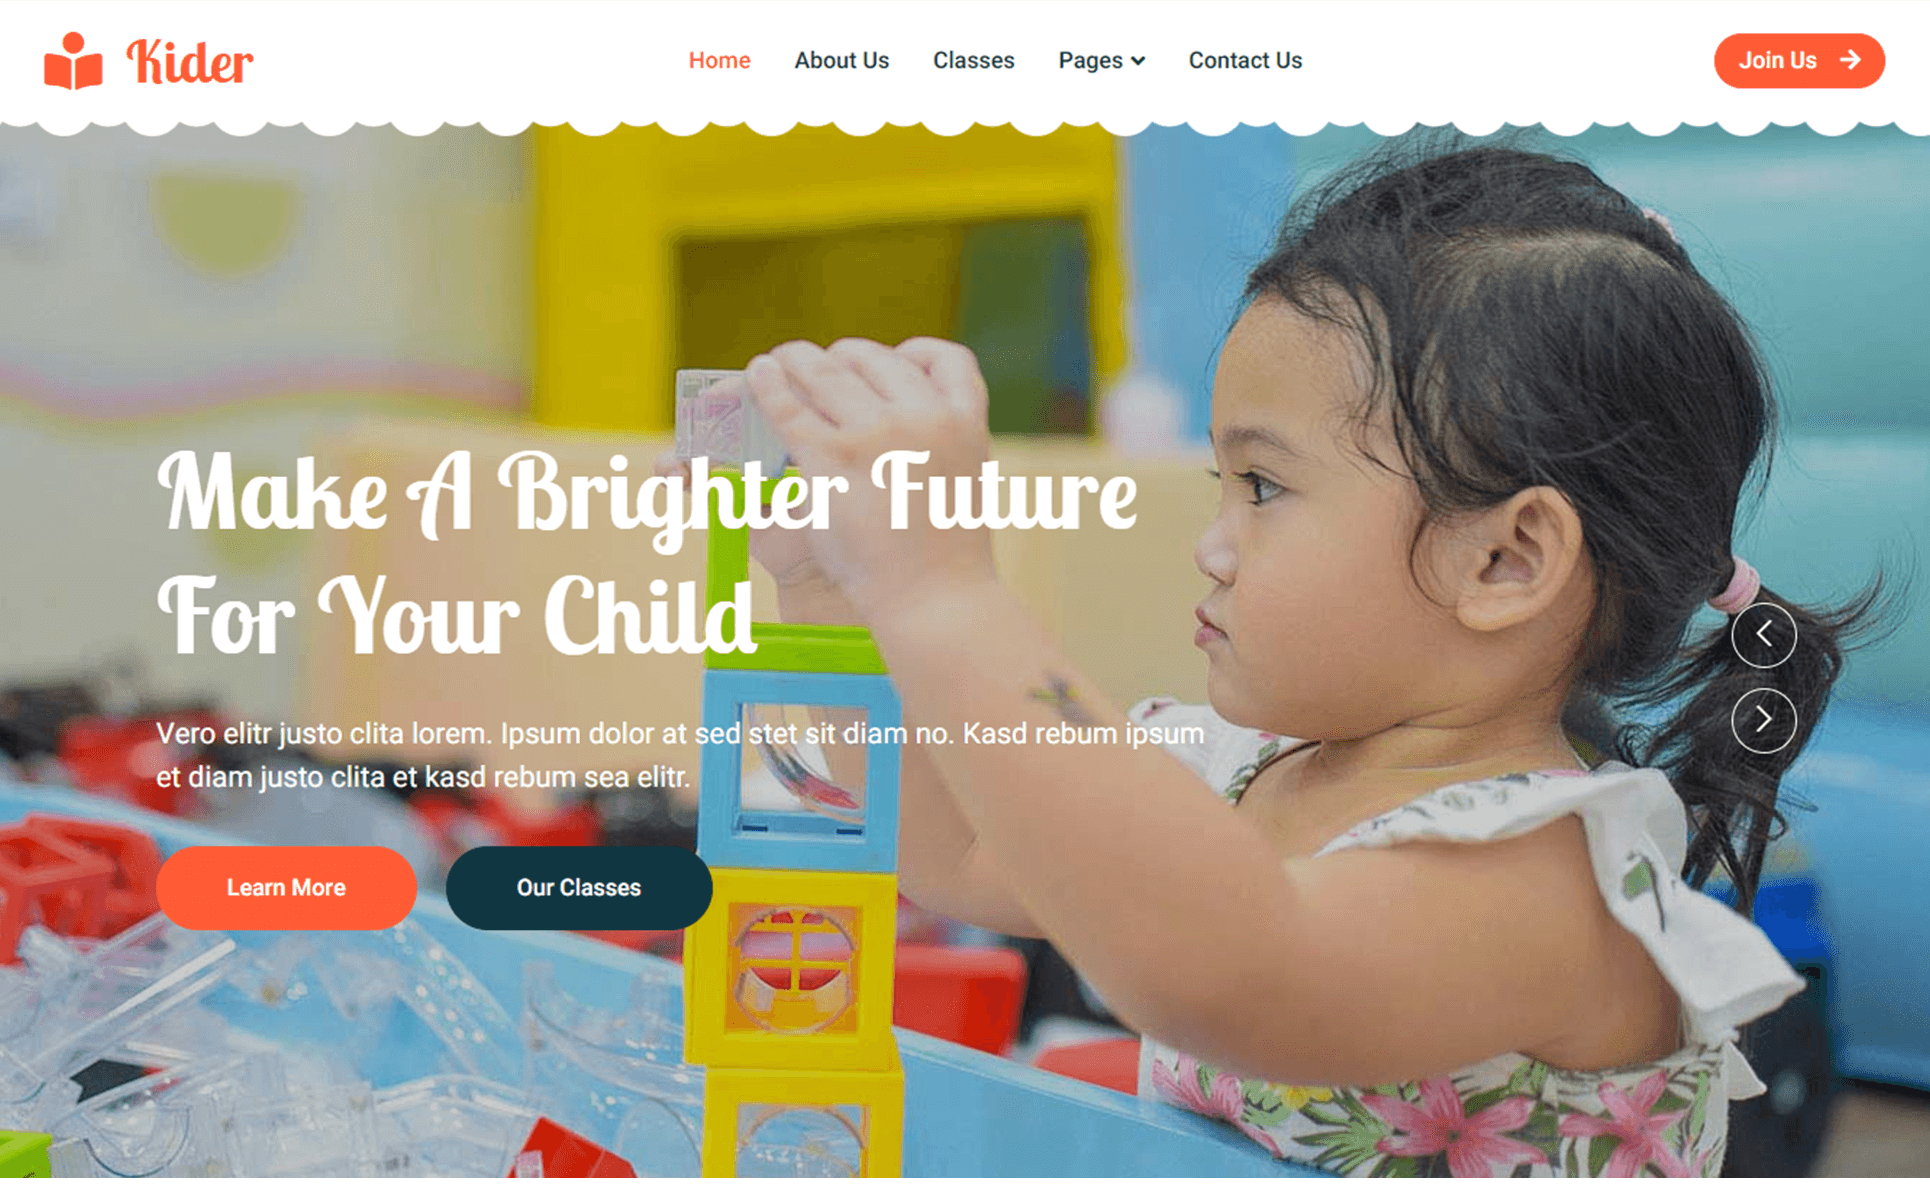 Kider
Home
About Us
Classes
Pages
Contact Us
Join Us
Make A Brighter Future
For Your Child
Vero elitr justo clita lorem. Ipsum dolor at sed stet sit diam no. Kasd rebum ipsum
et diam justo clita et kasd rebum sea elitr.
Learn More
Our Classes